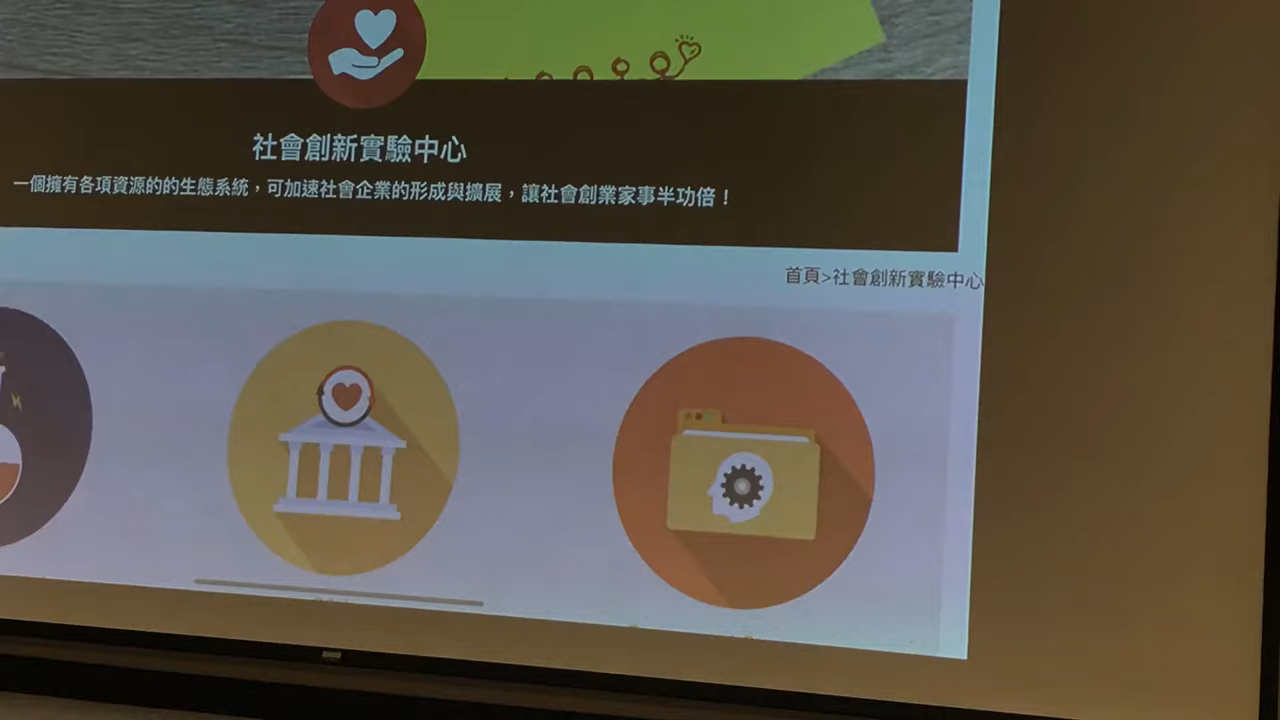 社會創新實驗中心
一個擁有各項資源的的生態系統，可加速社會企業的形成與擴展，讓社會創業家事半功倍！
首頁>社會創新實驗中心